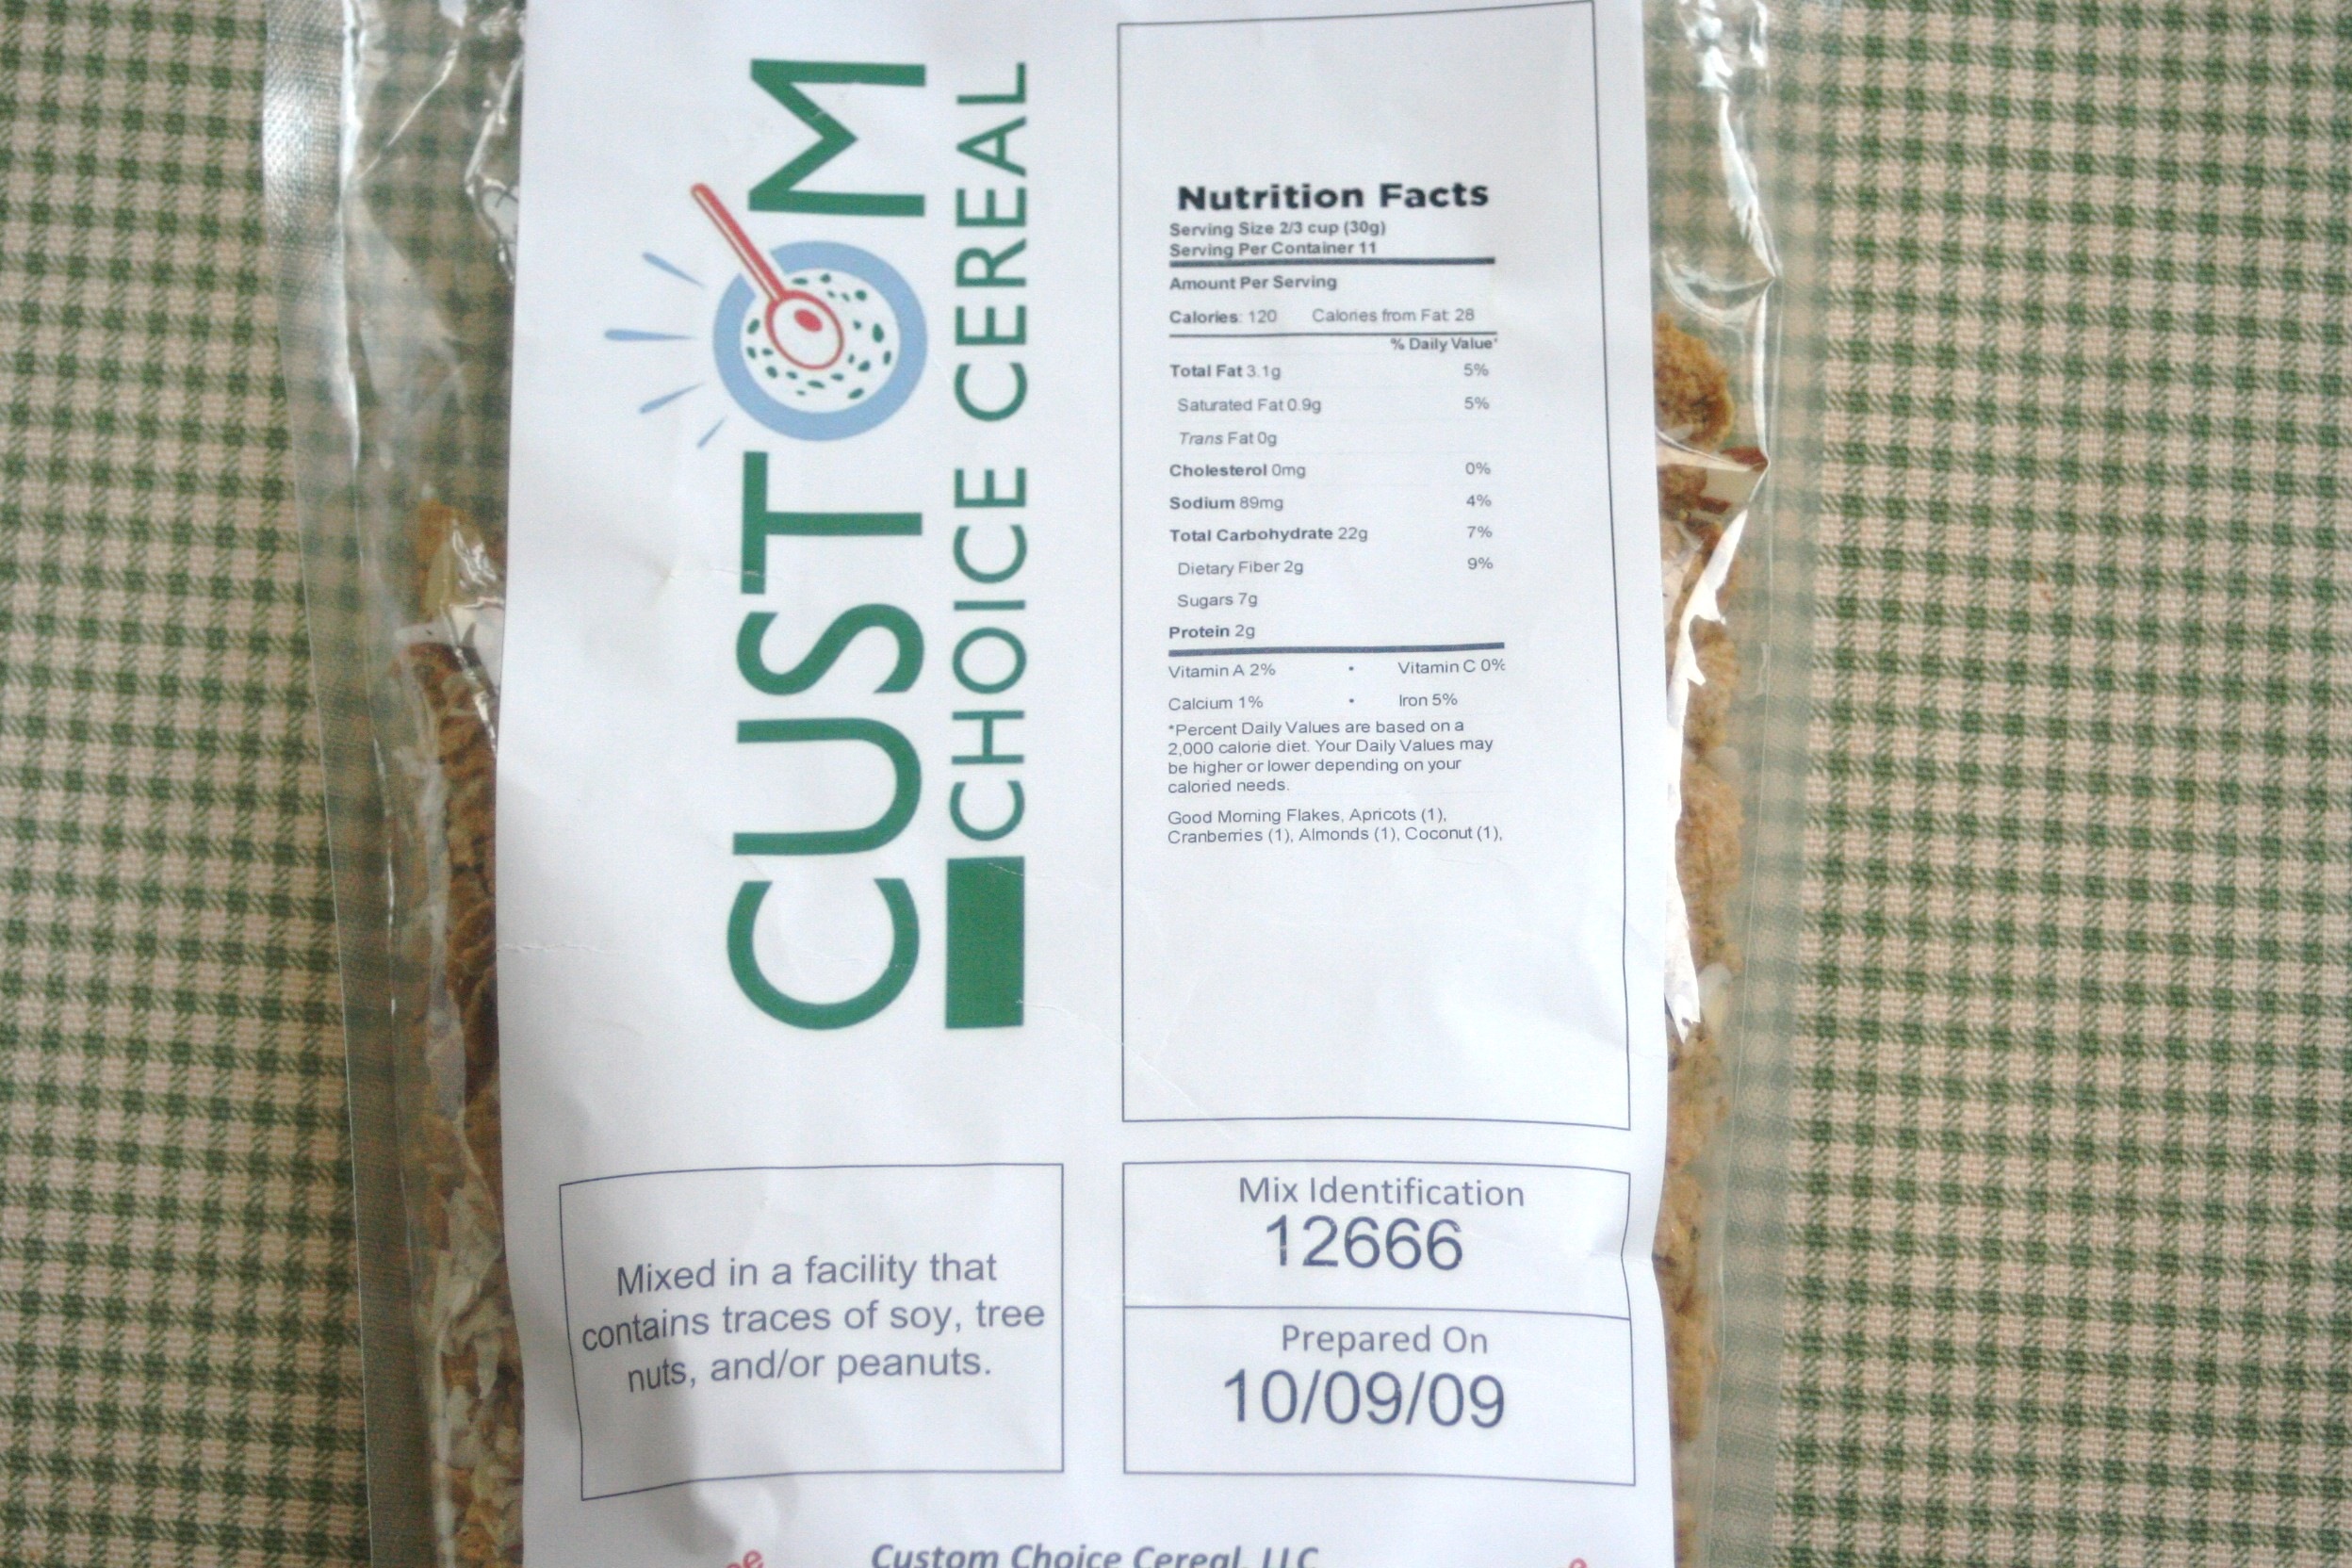 CUSTOM
CHOICE CEREAL
Nutrition Facts
Serving Size 2/3 cup (30g)
Serving Per Container 11
Amount Per Serving
Calories: 120 Calories from Fat: 28
% Daily Value*
Total Fat 3.1g 5%
Saturated Fat 0.9g 5%
Trans Fat 0g
Cholesterol 0mg 0%
Sodium 89mg 4%
Total Carbohydrate 22g 7%
Dietary Fiber 2g 9%
Sugars 7g
Protein 2g
Vitamin A 2% • Vitamin C 0%
Calcium 1% • Iron 5%
*Percent Daily Values are based on a
2,000 calorie diet. Your Daily Values may
be higher or lower depending on your
caloried needs.
Good Morning Flakes, Apricots (1),
Cranberries (1), Almonds (1), Coconut (1),
Mixed in a facility that
contains traces of soy, tree
nuts, and/or peanuts.
Mix Identification
12666
Prepared On
10/09/09
Custom Choice Cereal, LLC